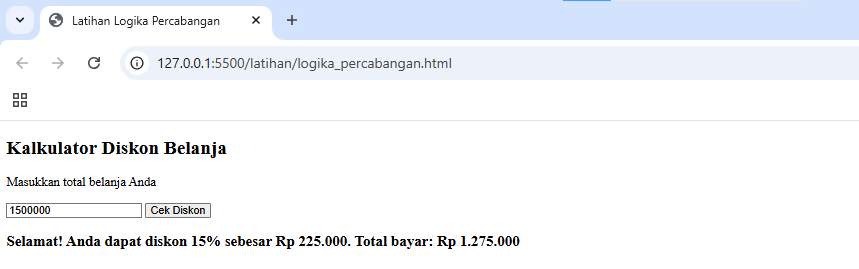 Latihan Logika Percabangan
127.0.0.1:5500/latihan/logika_percabangan.html
Kalkulator Diskon Belanja
Masukkan total belanja Anda
1500000 Cek Diskon
Selamat! Anda dapat diskon 15% sebesar Rp 225.000. Total bayar: Rp 1.275.000